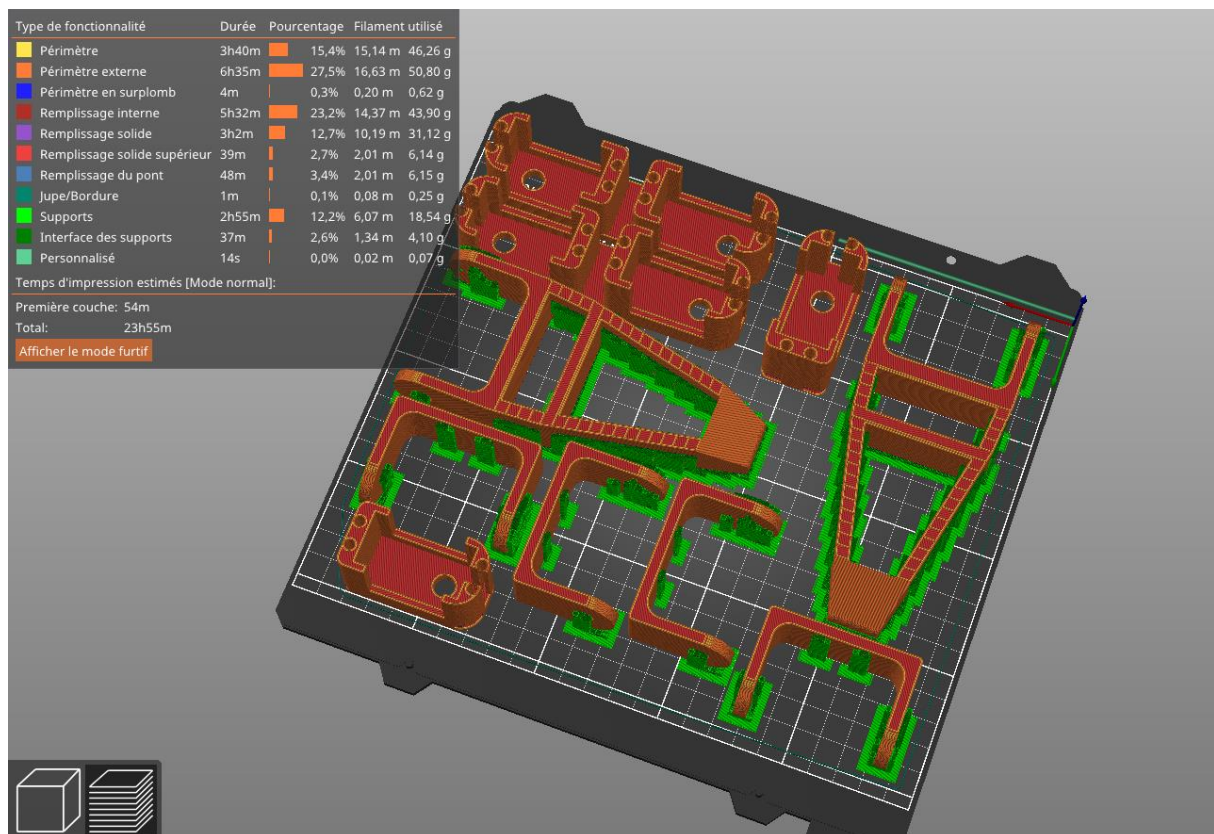 Type de fonctionnalité Durée Pourcentage Filament utilisé
Périmètre 3h40m 15,4% 15,14 m 46,26 g
Périmètre externe 6h35m 27,5% 16,63 m 50,80 g
Périmètre en surplomb 4m 0,3% 0,20 m 0,62 g
Remplissage interne 5h32m 23,2% 14,37 m 43,90 g
Remplissage solide 3h2m 12,7% 10,19 m 31,12 g
Remplissage solide supérieur 39m 2,7% 2,01 m 6,14 g
Remplissage du pont 48m 3,4% 2,01 m 6,15 g
Jupe/Bordure 1m 0,1% 0,08 m 0,25 g
Supports 2h55m 12,2% 6,07 m 18,54 g
Interface des supports 37m 2,6% 1,34 m 4,10 g
Personnalisé 14s 0,0% 0,02 m 0,07 g
Temps d'impression estimés [Mode normal]:
Première couche: 54m
Total: 23h55m
Afficher le mode furtif